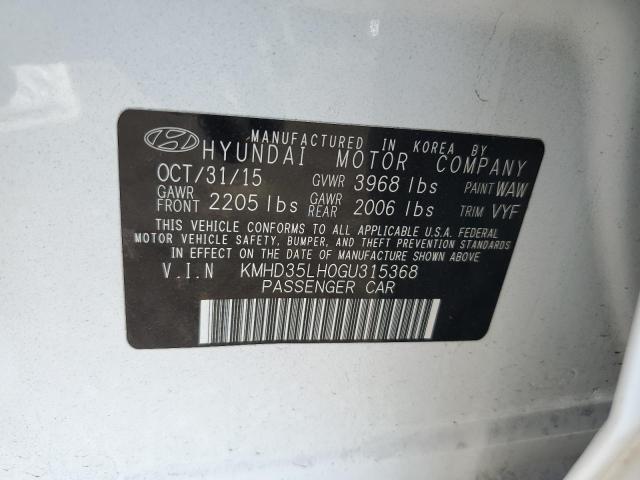 MANUFACTURED IN KOREA BY
HYUNDAI MOTOR COMPANY
OCT/31/15 GVWR 3968 lbs PAINT WAW
GAWR FRONT 2205 lbs GAWR REAR 2006 lbs TRIM VYF
THIS VEHICLE CONFORMS TO ALL APPLICABLE U.S.A. FEDERAL
MOTOR VEHICLE SAFETY, BUMPER, AND THEFT PREVENTION STANDARDS
IN EFFECT ON THE DATE OF MANUFACTURE SHOWN ABOVE.
V.I.N KMHD35LH0GU315368
PASSENGER CAR